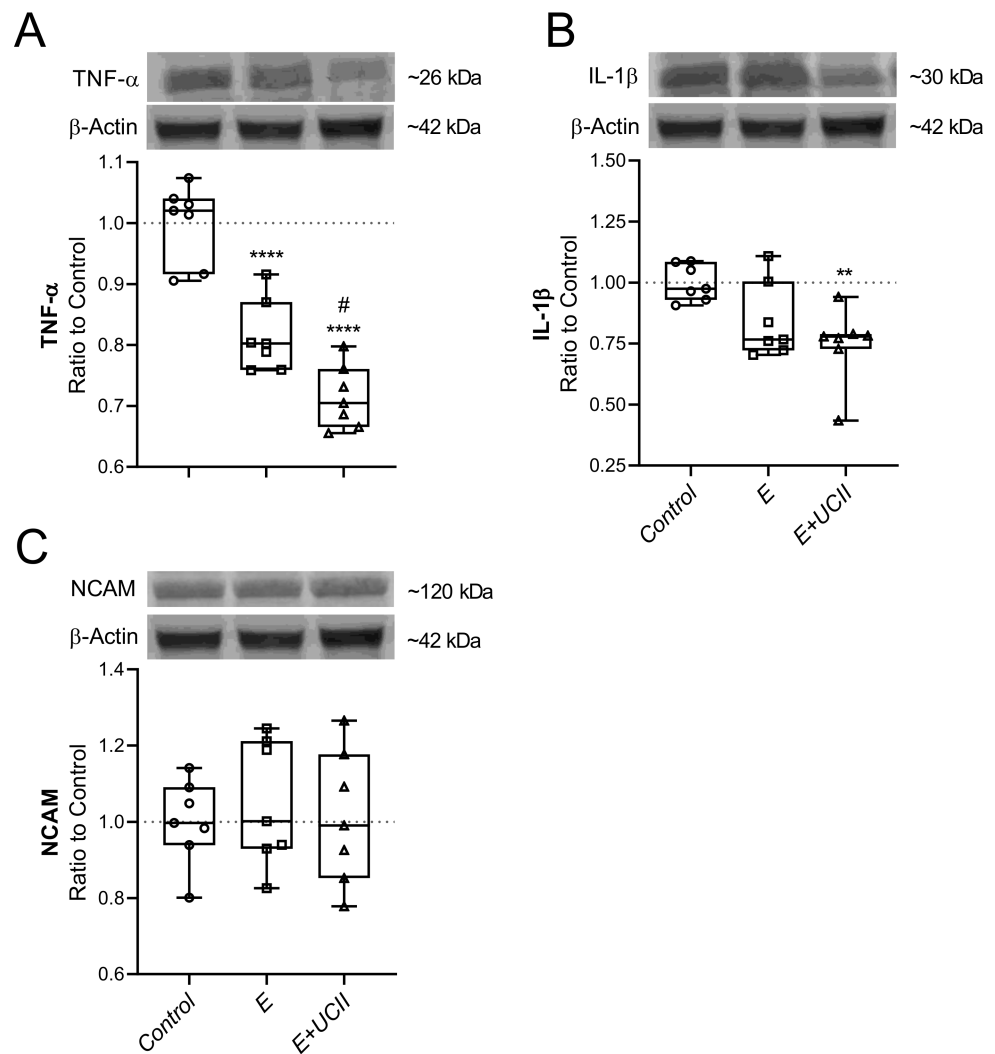 A
TNF-α ~26 kDa
β-Actin ~42 kDa
TNF-α
Ratio to Control
1.1
1.0
0.9
0.8
0.7
0.6
****
#
****
B
IL-1β ~30 kDa
β-Actin ~42 kDa
IL-1β
Ratio to Control
1.50
1.25
1.00
0.75
0.50
0.25
**
Control E E+UCII
C
NCAM ~120 kDa
β-Actin ~42 kDa
NCAM
Ratio to Control
1.4
1.2
1.0
0.8
0.6
Control E E+UCII